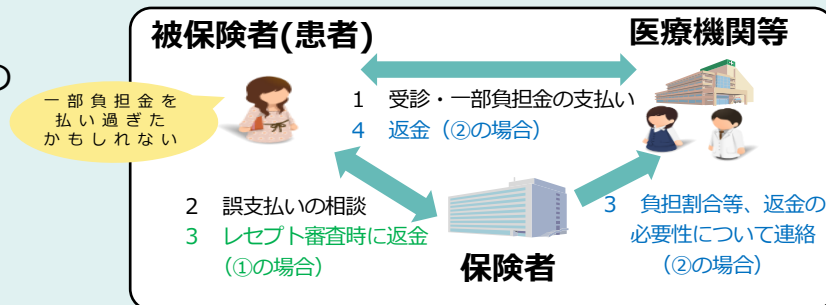 被保険者(患者)
医療機関等
一部負担金を
払い過ぎた
かもしれない
1 受診・一部負担金の支払い
4 返金（②の場合）
2 誤支払いの相談
3 レセプト審査時に返金
（①の場合）
保険者
3 負担割合等、返金の
必要性について連絡
（②の場合）